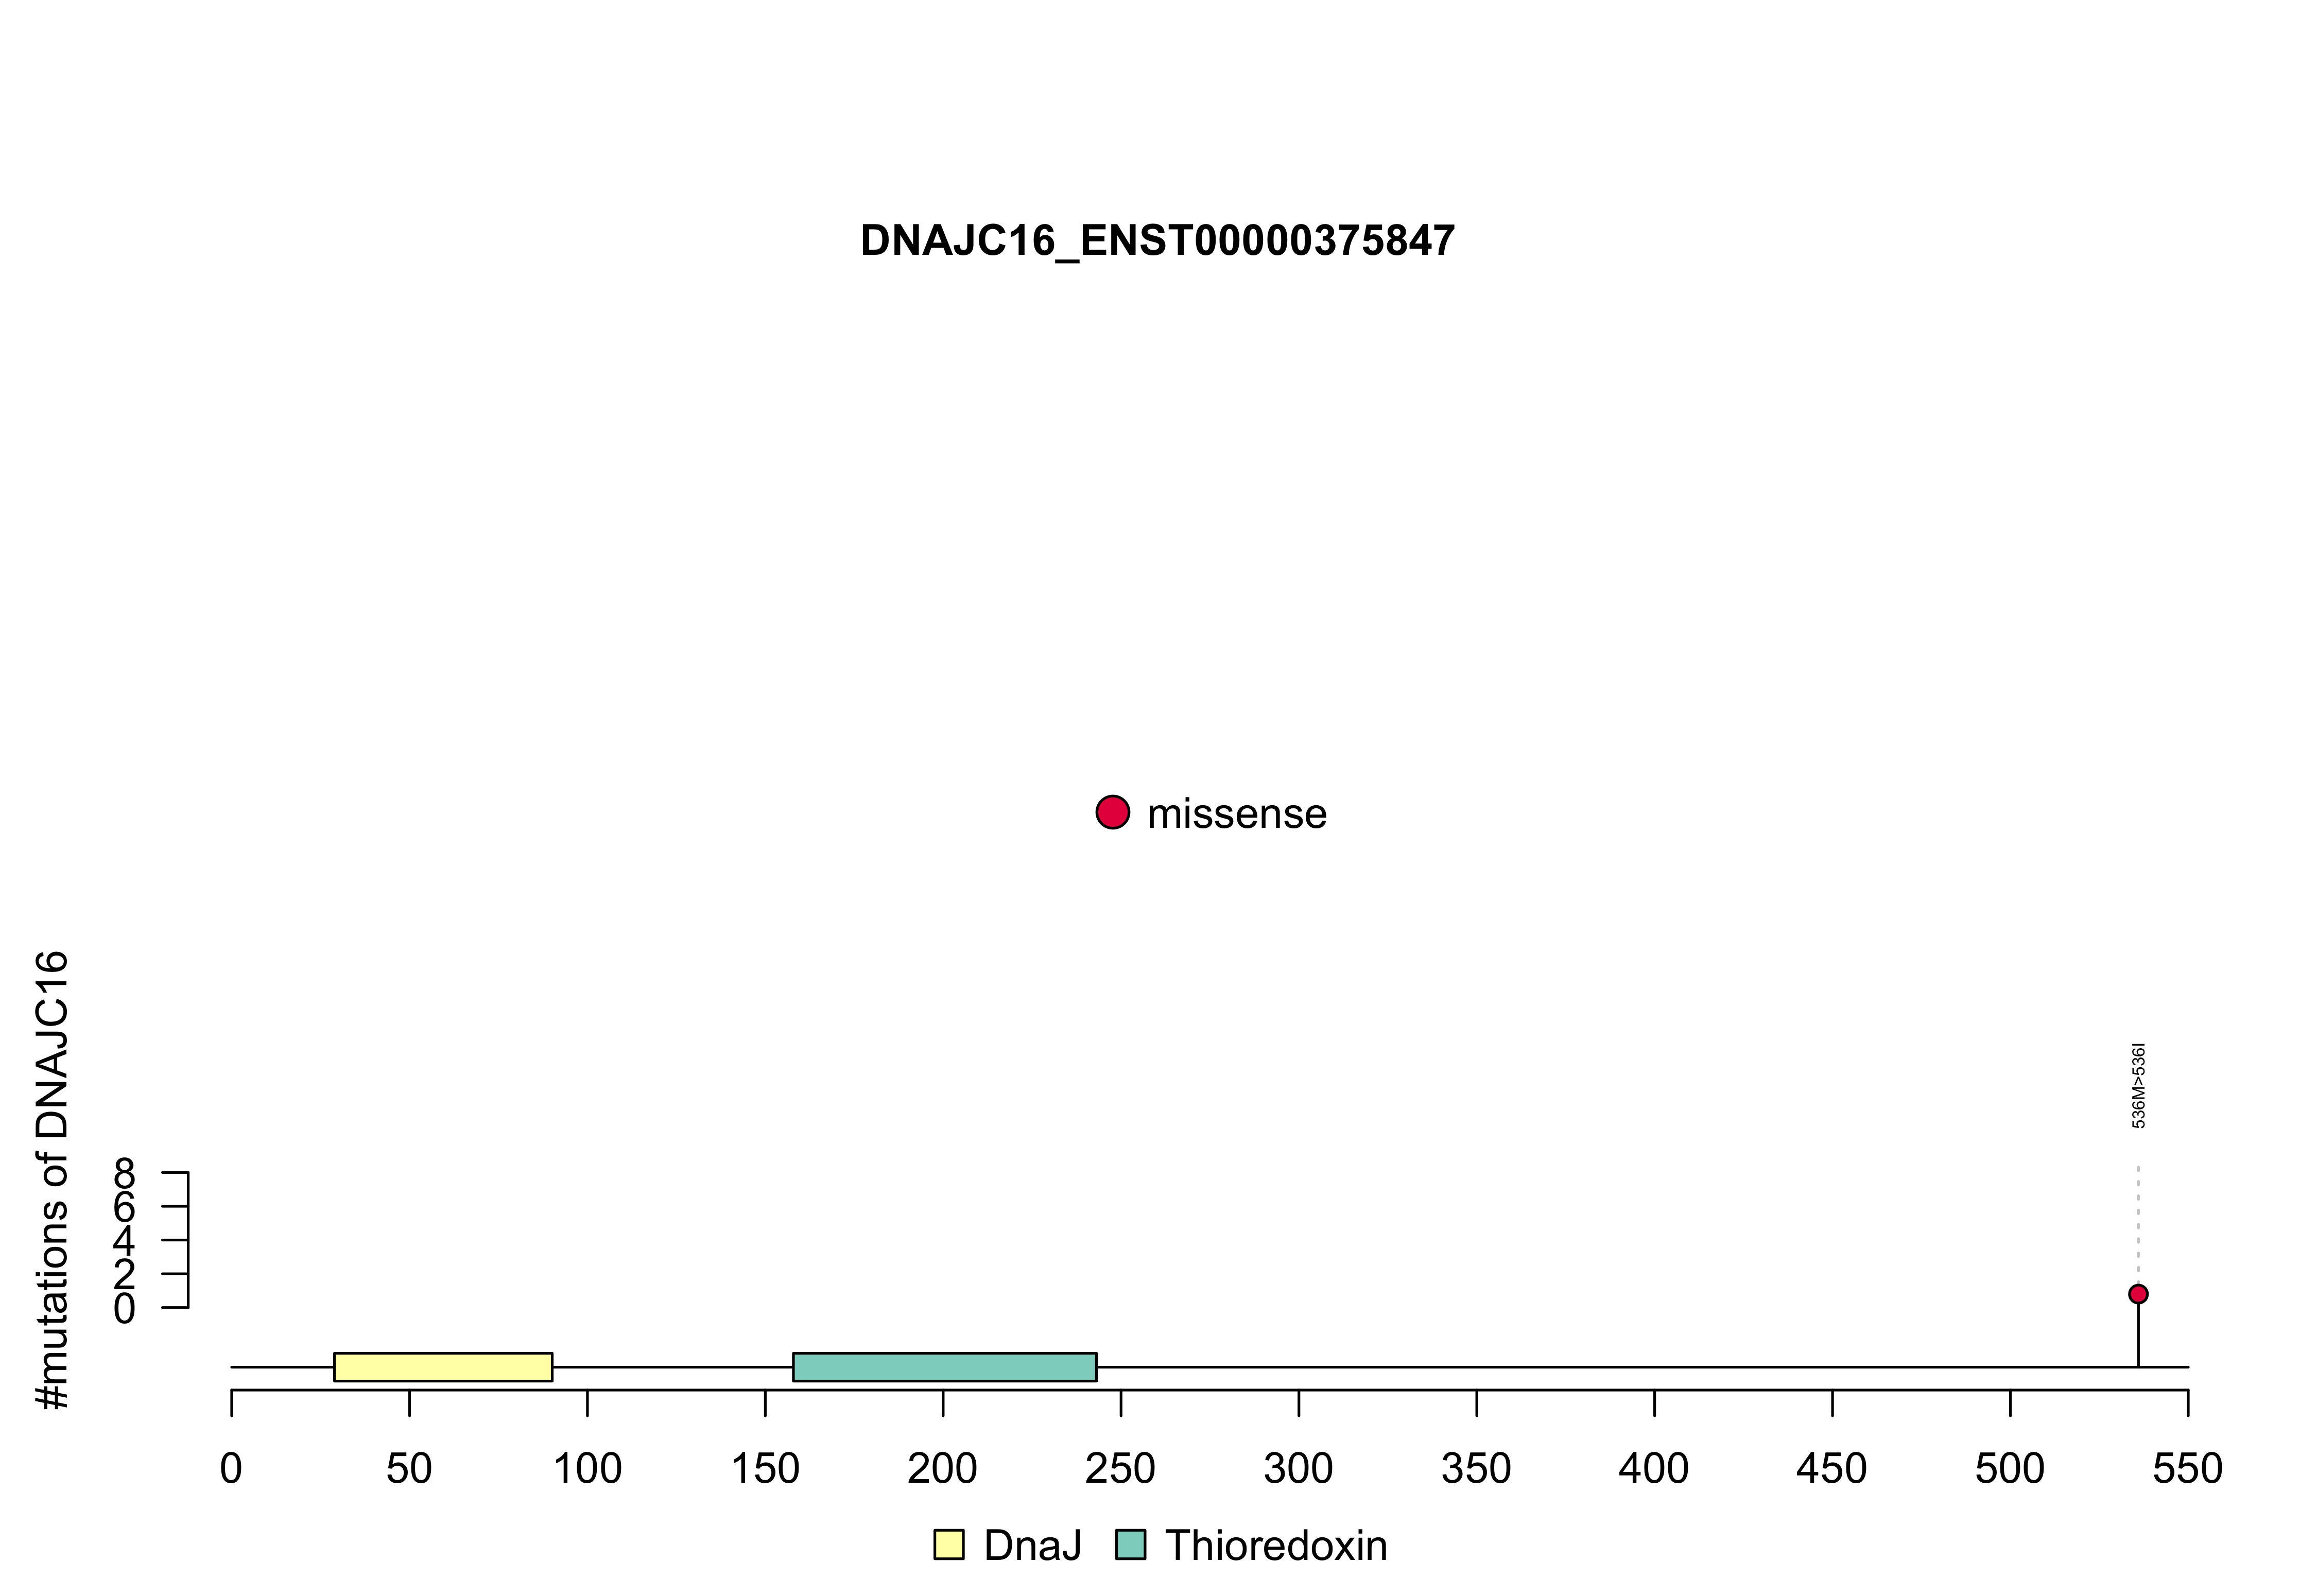 DNAJC16_ENST00000375847
missense
#mutations of DNAJC16
536M>536I
8
6
4
2
0
0 50 100 150 200 250 300 350 400 450 500 550
DnaJ Thioredoxin